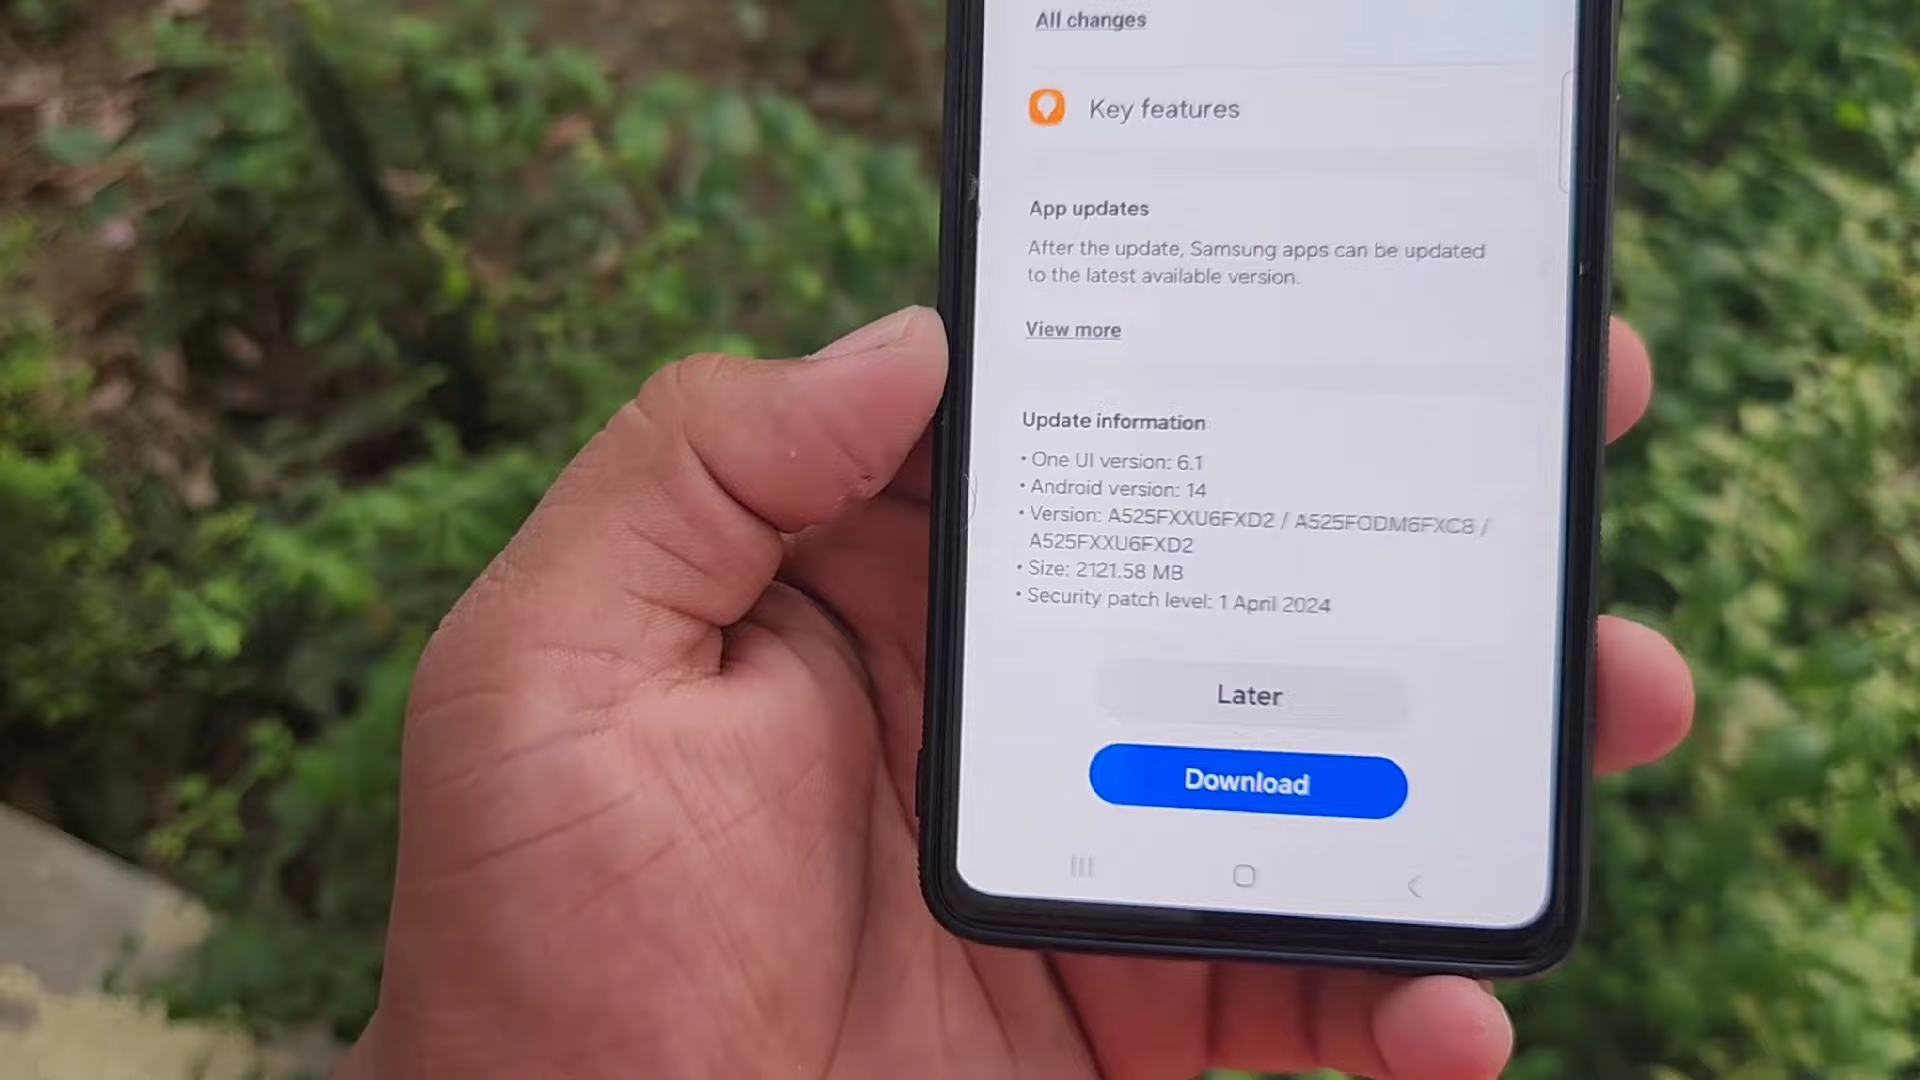 All changes
Key features
App updates
After the update, Samsung apps can be updated
to the latest available version.
View more
Update information
• One UI version: 6.1
• Android version: 14
• Version: A525FXXU6FXD2 / A525FODM6FXC8 /
A525FXXU6FXD2
• Size: 2121.58 MB
• Security patch level: 1 April 2024
Later
Download